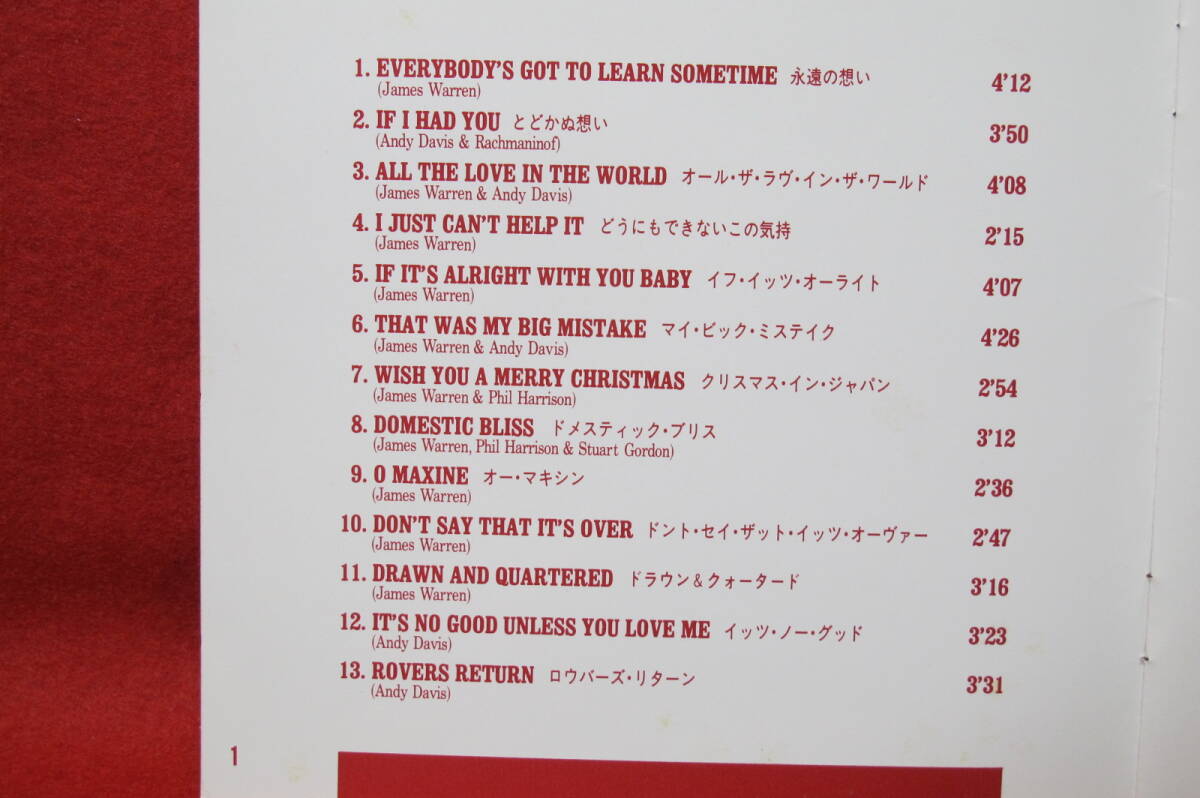 1. EVERYBODY'S GOT TO LEARN SOMETIME 永遠の想い 4'12
(James Warren)
2. IF I HAD YOU とどかぬ想い 3'50
(Andy Davis & Rachmaninof)
3. ALL THE LOVE IN THE WORLD オール・ザ・ラヴ・イン・ザ・ワールド 4'08
(James Warren & Andy Davis)
4. I JUST CAN'T HELP IT どうにもできないこの気持 2'15
(James Warren)
5. IF IT'S ALRIGHT WITH YOU BABY イフ・イッツ・オーライト 4'07
(James Warren)
6. THAT WAS MY BIG MISTAKE マイ・ビック・ミステイク 4'26
(James Warren & Andy Davis)
7. WISH YOU A MERRY CHRISTMAS クリスマス・イン・ジャパン 2'54
(James Warren & Phil Harrison)
8. DOMESTIC BLISS ドメスティック・ブリス 3'12
(James Warren, Phil Harrison & Stuart Gordon)
9. O MAXINE オー・マキシン 2'36
(James Warren)
10. DON'T SAY THAT IT'S OVER ドント・セイ・ザット・イッツ・オーヴァー 2'47
(James Warren)
11. DRAWN AND QUARTERED ドラウン&クォータード 3'16
(James Warren)
12. IT'S NO GOOD UNLESS YOU LOVE ME イッツ・ノー・グッド 3'23
(Andy Davis)
13. ROVERS RETURN ロウバーズ・リターン 3'31
(Andy Davis)
1